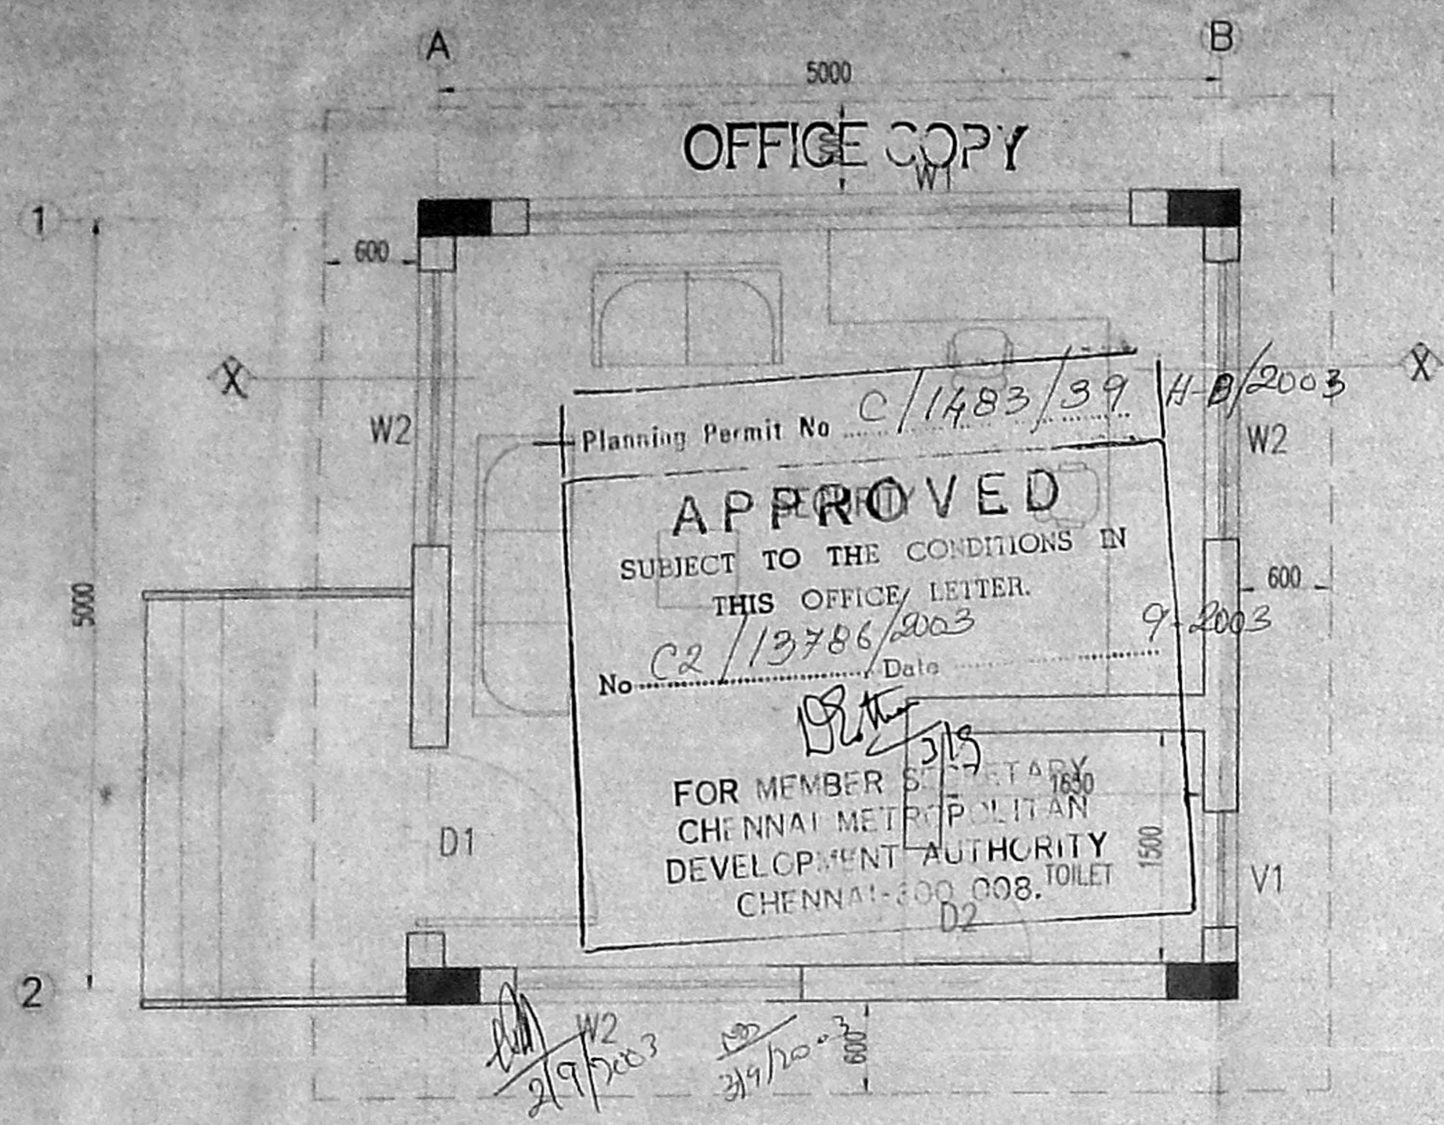 A
B
5000
OFFICE COPY
W1
1
600
X
X
Planning Permit No C/1483/39 H-B/2003
W2
W2
APPROVED
SUBJECT TO THE CONDITIONS IN
THIS OFFICE LETTER.
5000
600
No C2/13786/2003 Date 9-2003
3/9
FOR MEMBER SECRETARY
1650
CHENNAI METROPOLITAN
DEVELOPMENT AUTHORITY
CHENNAI-600 008.
D1
1500
TOILET
V1
D2
2
W2
2/9/2003
3/9/2003
600